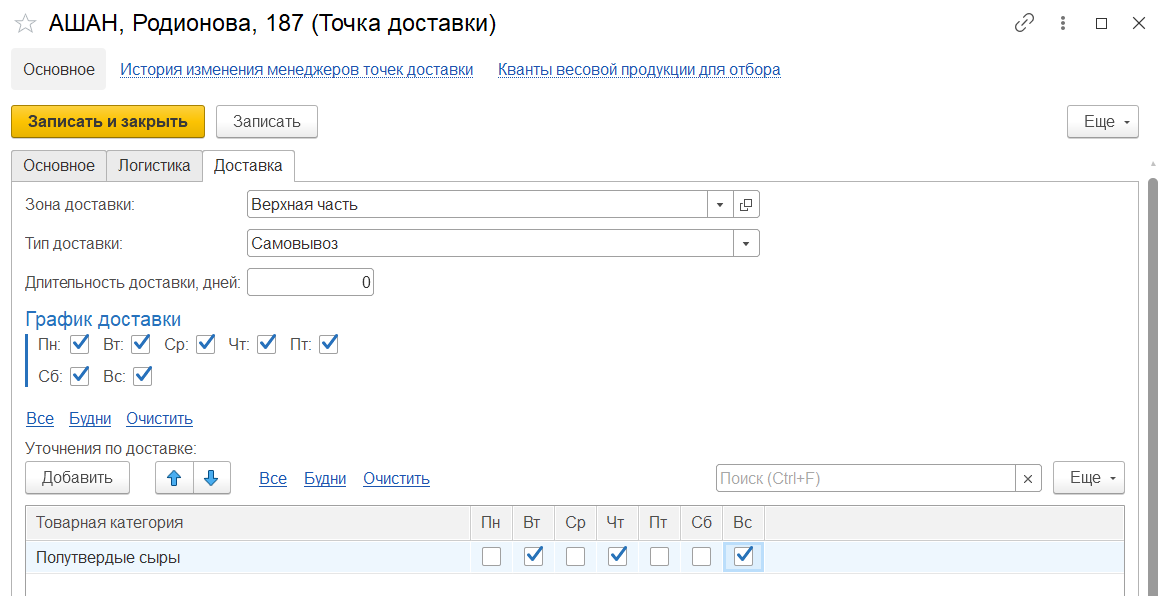 АШАН, Родионова, 187 (Точка доставки)
Основное История изменения менеджеров точек доставки Кванты весовой продукции для отбора
Записать и закрыть Записать Еще
Основное Логистика Доставка
Зона доставки: Верхная часть
Тип доставки: Самовывоз
Длительность доставки, дней: 0
График доставки
Пн: Вт: Ср: Чт: Пт:
Сб: Вс:
Все Будни Очистить
Уточнения по доставке:
Добавить Все Будни Очистить Поиск (Ctrl+F) Еще
Товарная категория Пн Вт Ср Чт Пт Сб Вс
Полутвердые сыры